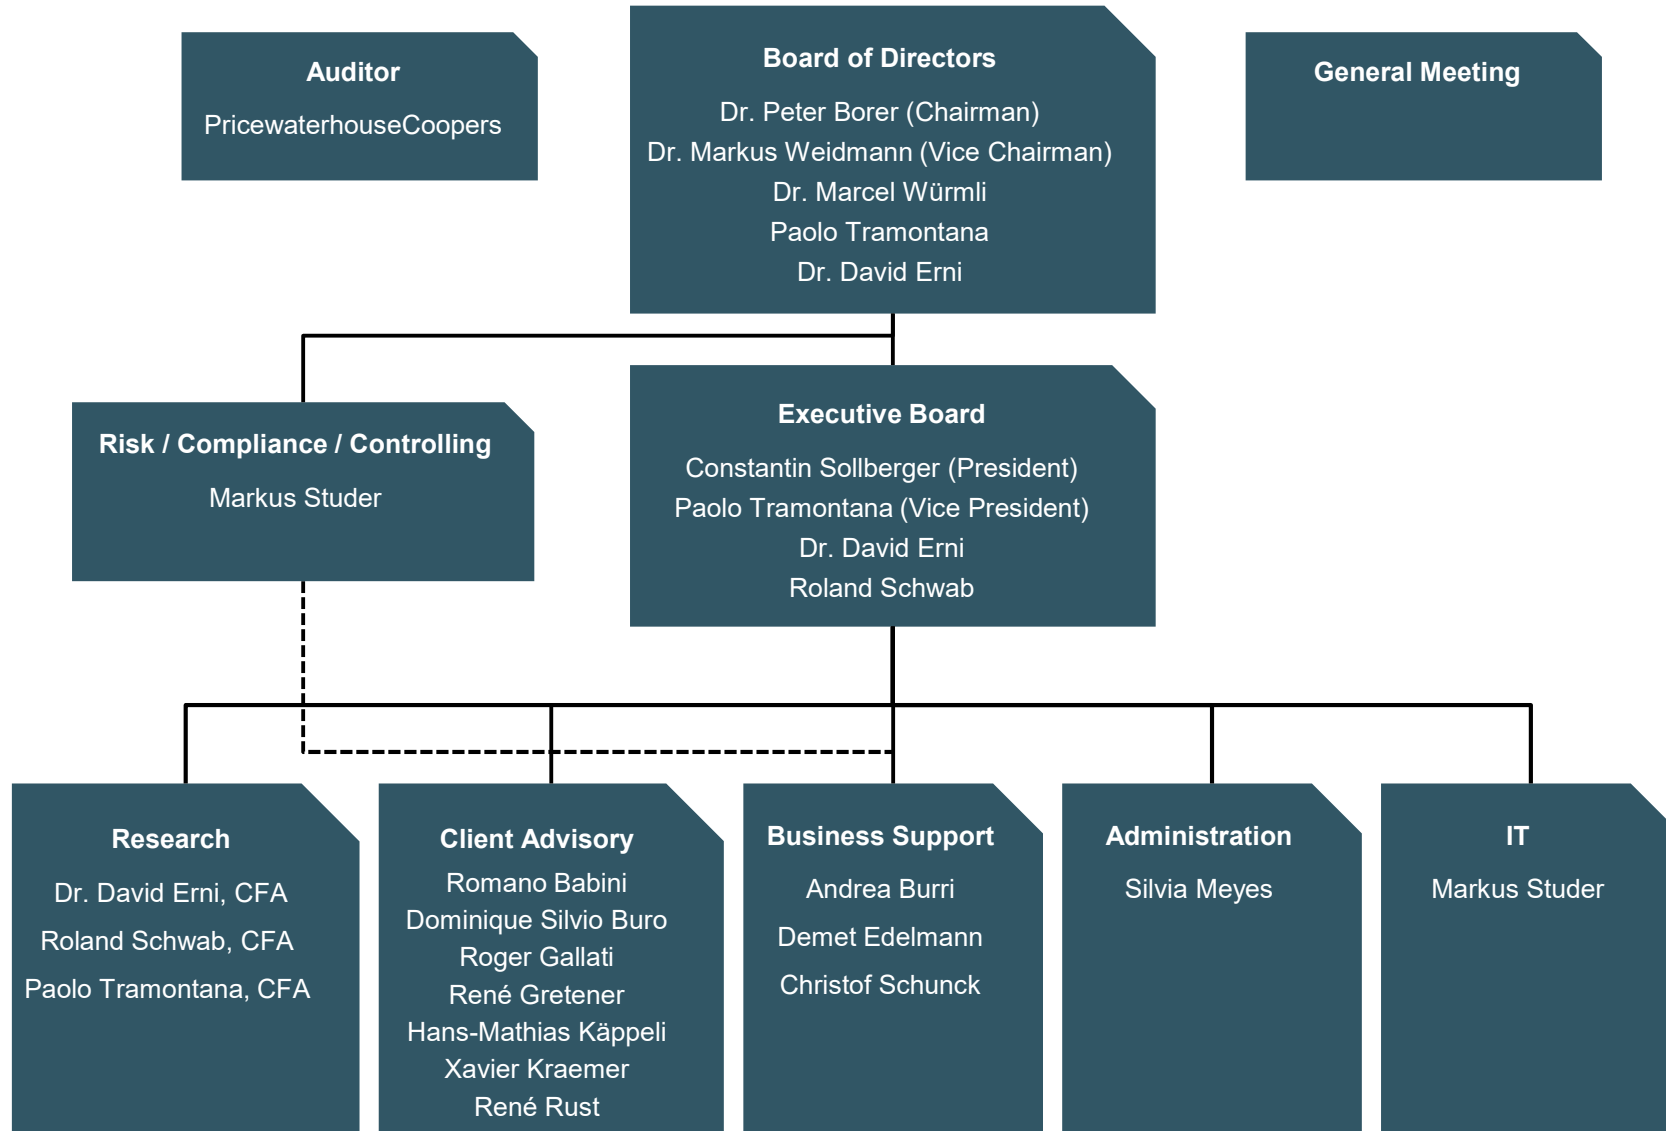 Auditor
PricewaterhouseCoopers
Board of Directors
Dr. Peter Borer (Chairman)
Dr. Markus Weidmann (Vice Chairman)
Dr. Marcel Würmli
Paolo Tramontana
Dr. David Erni
General Meeting
Risk / Compliance / Controlling
Markus Studer
Executive Board
Constantin Sollberger (President)
Paolo Tramontana (Vice President)
Dr. David Erni
Roland Schwab
Research
Dr. David Erni, CFA
Roland Schwab, CFA
Paolo Tramontana, CFA
Client Advisory
Romano Babini
Dominique Silvio Buro
Roger Gallati
René Gretener
Hans-Mathias Käppeli
Xavier Kraemer
René Rust
Business Support
Andrea Burri
Demet Edelmann
Christof Schunck
Administration
Silvia Meyes
IT
Markus Studer